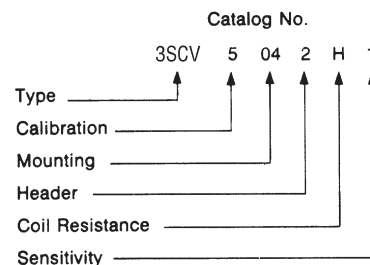 Catalog No.
3SCV 5 04 2 H
Type
Calibration
Mounting
Header
Coil Resistance
Sensitivity